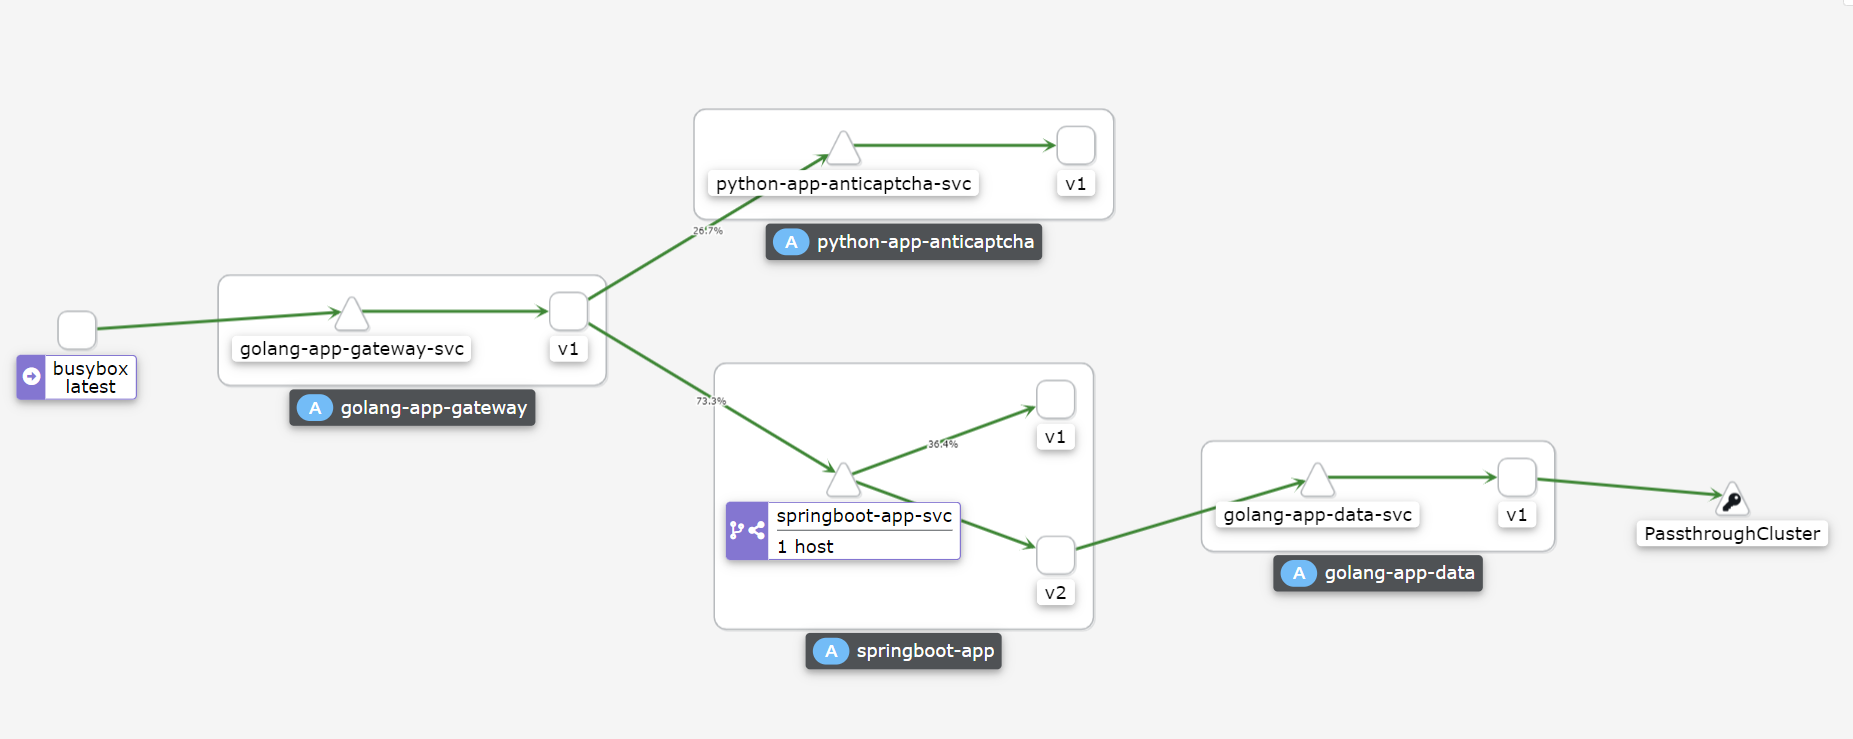 python-app-anticaptcha-svc
v1
26.7%
A python-app-anticaptcha
golang-app-gateway-svc
v1
busybox
latest
A golang-app-gateway
73.3%
v1
36.4%
springboot-app-svc
1 host
v2
A springboot-app
golang-app-data-svc
v1
A golang-app-data
PassthroughCluster